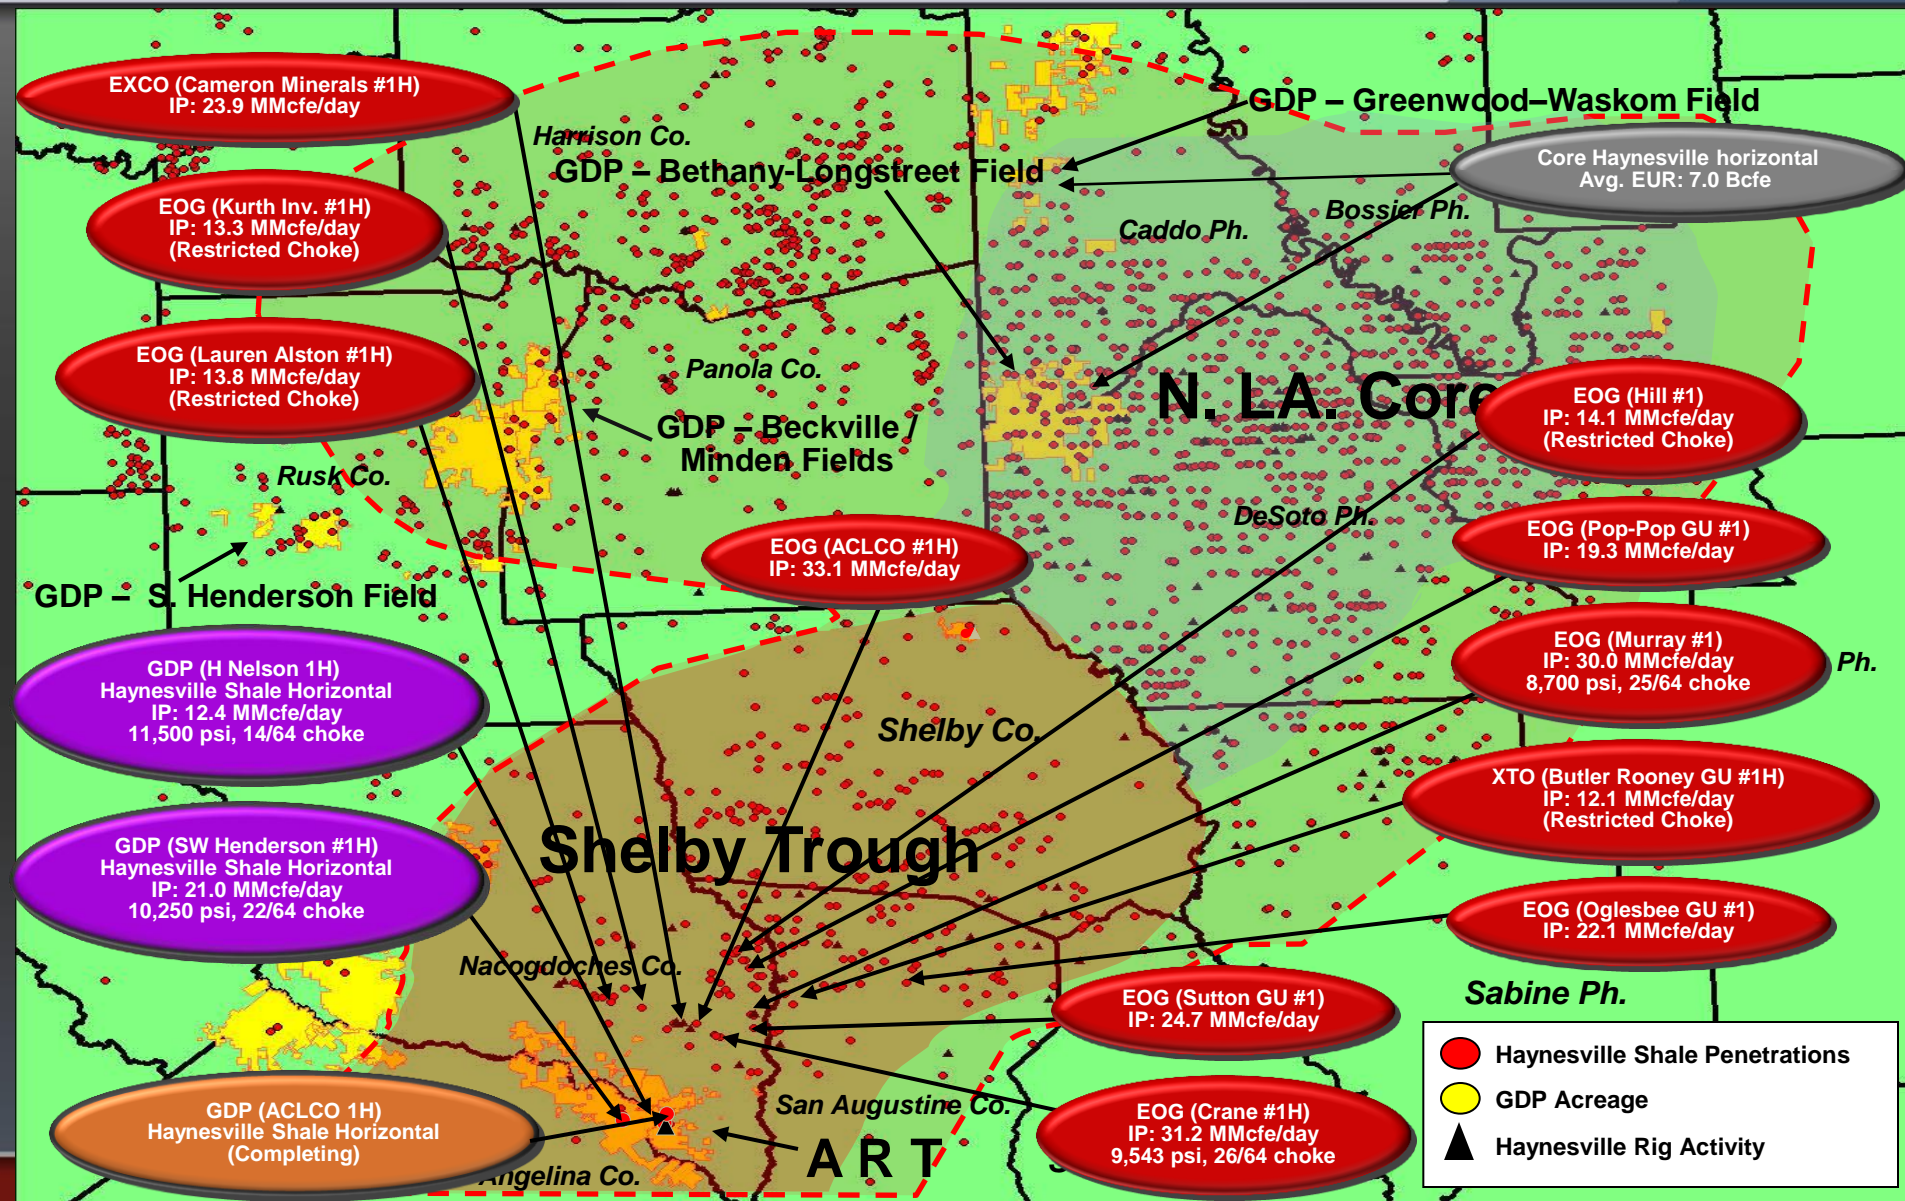 EXCO (Cameron Minerals #1H)
IP: 23.9 MMcfe/day
EOG (Kurth Inv. #1H)
IP: 13.3 MMcfe/day
(Restricted Choke)
EOG (Lauren Alston #1H)
IP: 13.8 MMcfe/day
(Restricted Choke)
Harrison Co.
GDP – Bethany-Longstreet Field
GDP – Greenwood–Waskom Field
Core Haynesville horizontal
Avg. EUR: 7.0 Bcfe
Caddo Ph.
Bossier Ph.
Panola Co.
GDP – Beckville /
Minden Fields
N. LA. Core
Rusk Co.
GDP – S. Henderson Field
DeSoto Ph.
EOG (ACLCO #1H)
IP: 33.1 MMcfe/day
EOG (Hill #1)
IP: 14.1 MMcfe/day
(Restricted Choke)
EOG (Pop-Pop GU #1)
IP: 19.3 MMcfe/day
EOG (Murray #1)
IP: 30.0 MMcfe/day
8,700 psi, 25/64 choke
Ph.
GDP (H Nelson 1H)
Haynesville Shale Horizontal
IP: 12.4 MMcfe/day
11,500 psi, 14/64 choke
Shelby Co.
XTO (Butler Rooney GU #1H)
IP: 12.1 MMcfe/day
(Restricted Choke)
GDP (SW Henderson #1H)
Haynesville Shale Horizontal
IP: 21.0 MMcfe/day
10,250 psi, 22/64 choke
Shelby Trough
EOG (Oglesbee GU #1)
IP: 22.1 MMcfe/day
Nacogdoches Co.
EOG (Sutton GU #1)
IP: 24.7 MMcfe/day
Sabine Ph.
GDP (ACLCO 1H)
Haynesville Shale Horizontal
(Completing)
San Augustine Co.
A R T
Angelina Co.
EOG (Crane #1H)
IP: 31.2 MMcfe/day
9,543 psi, 26/64 choke
Haynesville Shale Penetrations
GDP Acreage
Haynesville Rig Activity